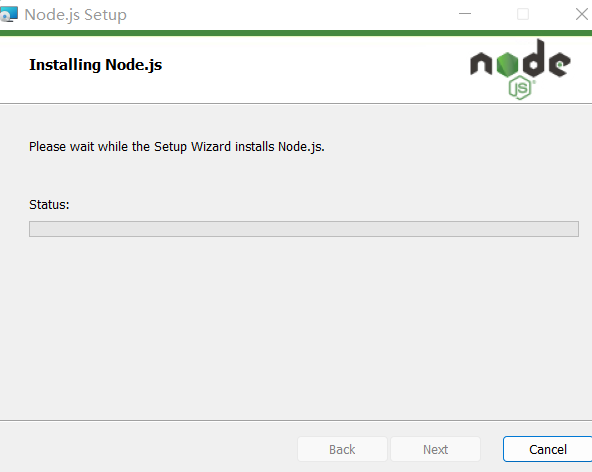 Node.js Setup
Installing Node.js
node
JS
Please wait while the Setup Wizard installs Node.js.
Status:
Back
Next
Cancel